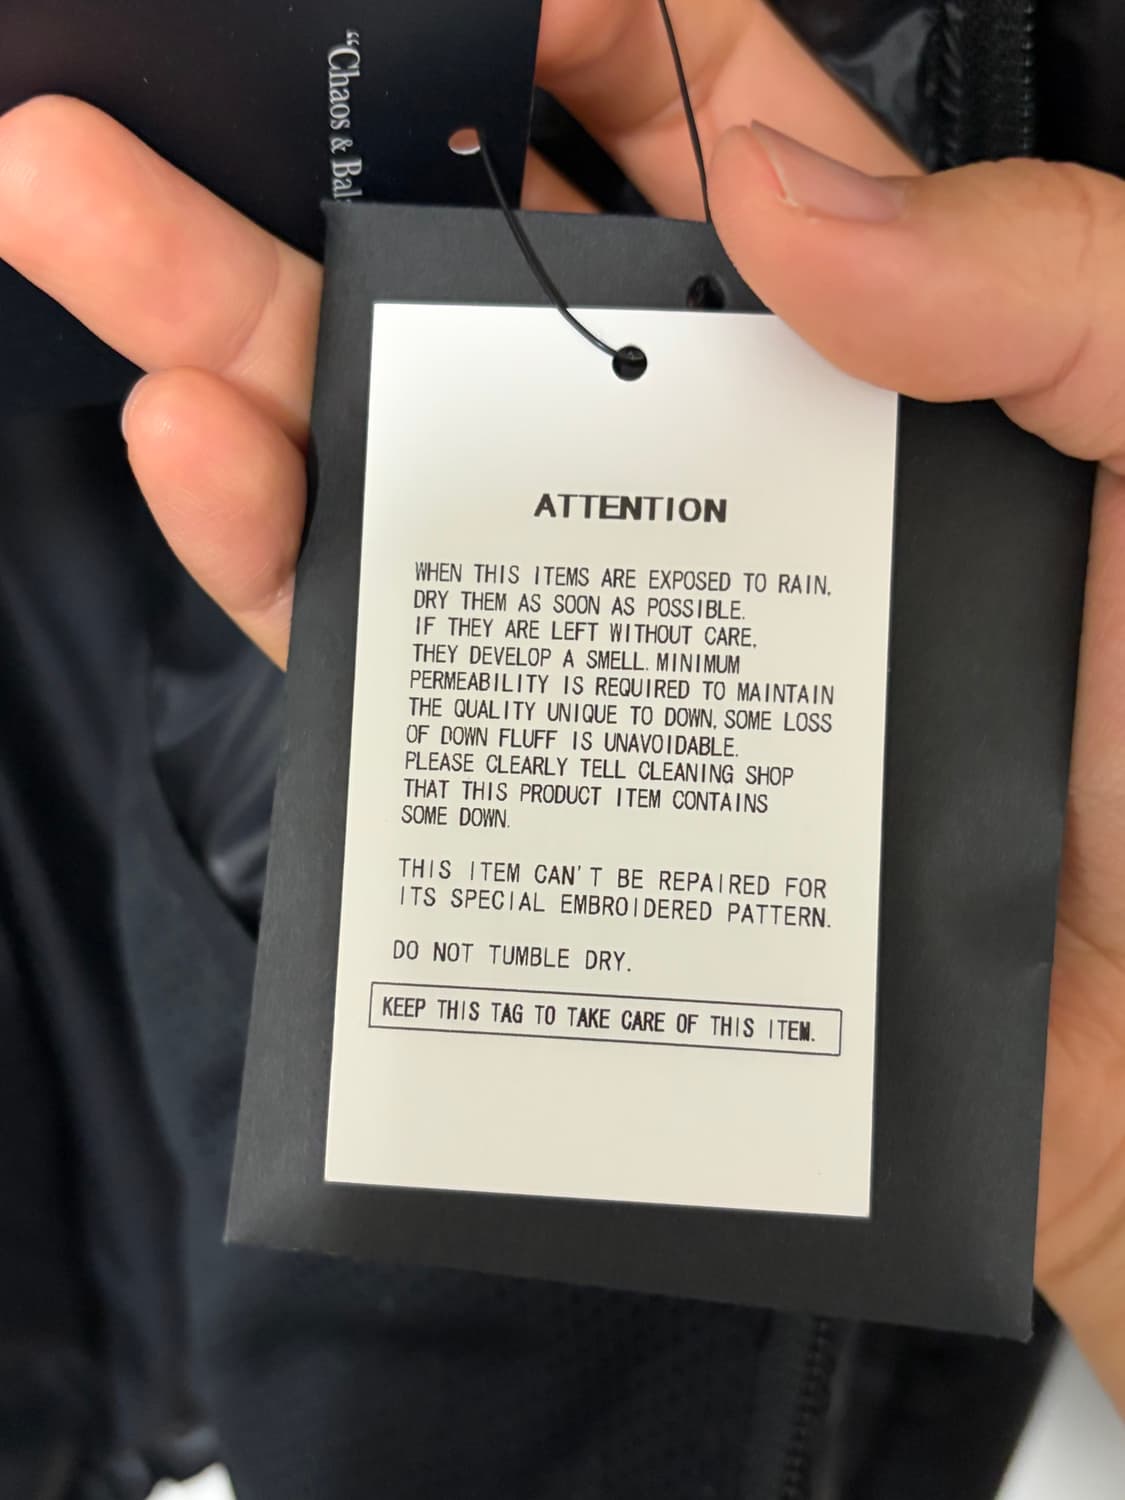 "Chaos & Bal
ATTENTION
WHEN THIS ITEMS ARE EXPOSED TO RAIN,
DRY THEM AS SOON AS POSSIBLE.
IF THEY ARE LEFT WITHOUT CARE,
THEY DEVELOP A SMELL. MINIMUM
PERMEABILITY IS REQUIRED TO MAINTAIN
THE QUALITY UNIQUE TO DOWN, SOME LOSS
OF DOWN FLUFF IS UNAVOIDABLE.
PLEASE CLEARLY TELL CLEANING SHOP
THAT THIS PRODUCT ITEM CONTAINS
SOME DOWN.
THIS ITEM CAN'T BE REPAIRED FOR
ITS SPECIAL EMBROIDERED PATTERN.
DO NOT TUMBLE DRY.
KEEP THIS TAG TO TAKE CARE OF THIS ITEM.